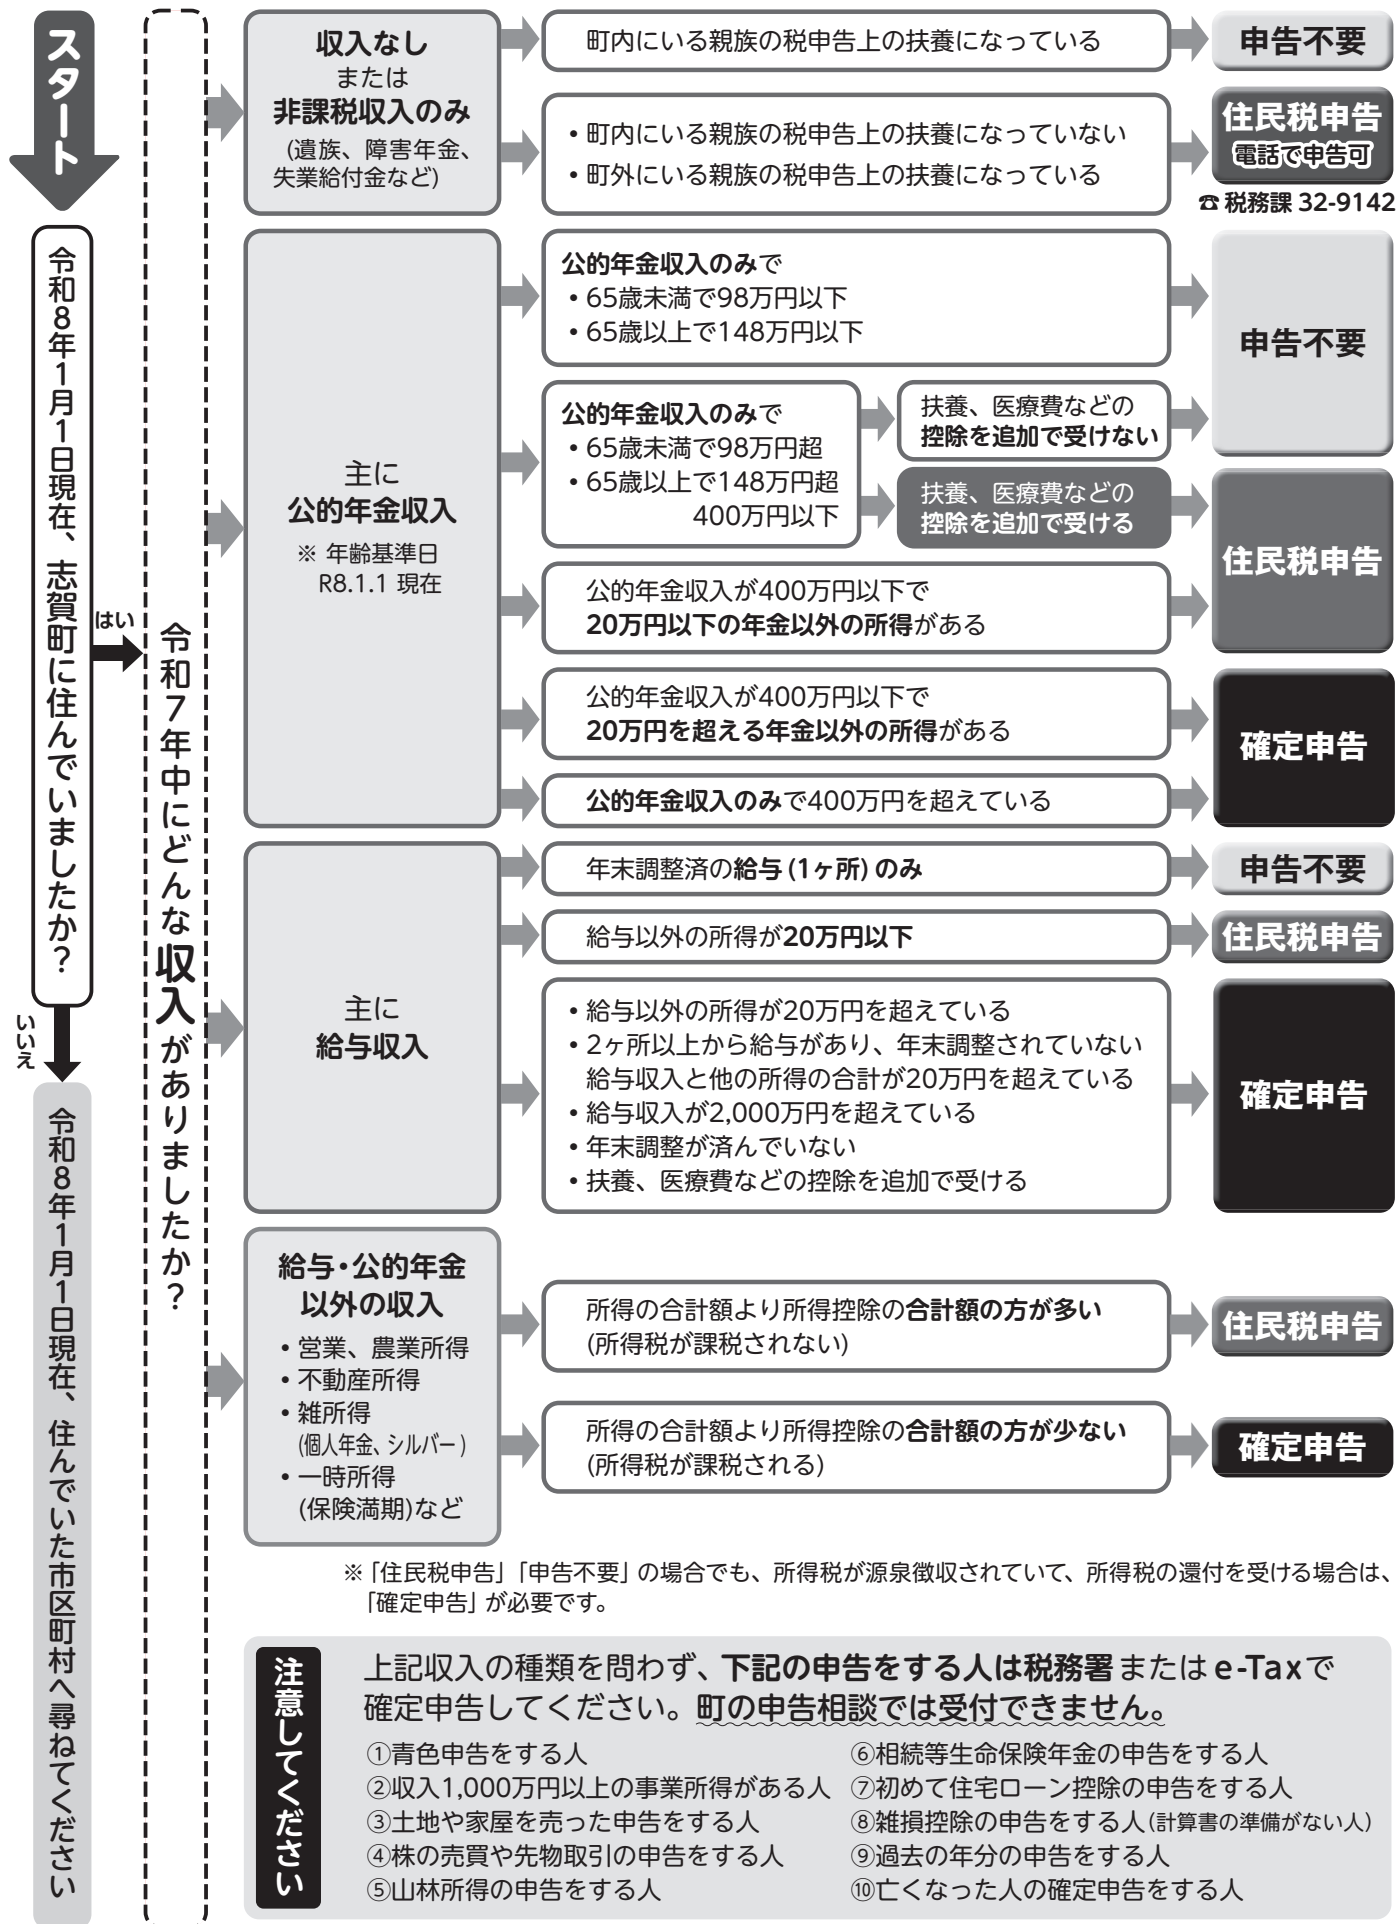 スタート
令和8年1月1日現在、志賀町に住んでいましたか？
はい
いいえ
令和8年1月1日現在、住んでいた市区町村へ尋ねてください
令和7年中にどんな収入がありましたか？
収入なし
または
非課税収入のみ
(遺族、障害年金、
失業給付金など)
町内にいる親族の税申告上の扶養になっている
申告不要
・町内にいる親族の税申告上の扶養になっていない
・町外にいる親族の税申告上の扶養になっている
住民税申告
電話で申告可
☎税務課 32-9142
主に
公的年金収入
※ 年齢基準日
R8.1.1 現在
公的年金収入のみで
・65歳未満で98万円以下
・65歳以上で148万円以下
申告不要
公的年金収入のみで
・65歳未満で98万円超
・65歳以上で148万円超
400万円以下
扶養、医療費などの
控除を追加で受けない
扶養、医療費などの
控除を追加で受ける
住民税申告
公的年金収入が400万円以下で
20万円以下の年金以外の所得がある
公的年金収入が400万円以下で
20万円を超える年金以外の所得がある
確定申告
公的年金収入のみで400万円を超えている
主に
給与収入
年末調整済の給与(1ヶ所)のみ
申告不要
給与以外の所得が20万円以下
住民税申告
・給与以外の所得が20万円を超えている
・2ヶ所以上から給与があり、年末調整されていない
給与収入と他の所得の合計が20万円を超えている
・給与収入が2,000万円を超えている
・年末調整が済んでいない
・扶養、医療費などの控除を追加で受ける
確定申告
給与・公的年金
以外の収入
・営業、農業所得
・不動産所得
・雑所得
(個人年金、シルバー)
・一時所得
(保険満期)など
所得の合計額より所得控除の合計額の方が多い
(所得税が課税されない)
住民税申告
所得の合計額より所得控除の合計額の方が少ない
(所得税が課税される)
確定申告
※「住民税申告」「申告不要」の場合でも、所得税が源泉徴収されていて、所得税の還付を受ける場合は、
「確定申告」が必要です。
注意してください
上記収入の種類を問わず、下記の申告をする人は税務署またはe-Taxで
確定申告してください。町の申告相談では受付できません。
①青色申告をする人
②収入1,000万円以上の事業所得がある人
③土地や家屋を売った申告をする人
④株の売買や先物取引の申告をする人
⑤山林所得の申告をする人
⑥相続等生命保険年金の申告をする人
⑦初めて住宅ローン控除の申告をする人
⑧雑損控除の申告をする人(計算書の準備がない人)
⑨過去の年分の申告をする人
⑩亡くなった人の確定申告をする人